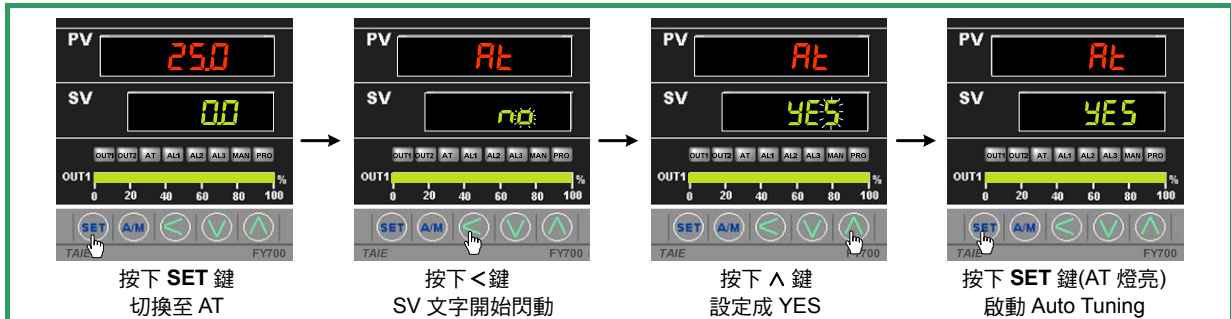 PV
25.0
SV
0.0
OUT1 OUT2 AT AL1 AL2 AL3 MAN PRO
OUT1
%
0 20 40 60 80 100
SET A/M < ∨ ∧
TAIE FY700
按下 SET 鍵
切換至 AT
PV
At
SV
no
OUT1 OUT2 AT AL1 AL2 AL3 MAN PRO
OUT1
%
0 20 40 60 80 100
SET A/M < ∨ ∧
TAIE FY700
按下<鍵
SV 文字開始閃動
PV
At
SV
YES
OUT1 OUT2 AT AL1 AL2 AL3 MAN PRO
OUT1
%
0 20 40 60 80 100
SET A/M < ∨ ∧
TAIE FY700
按下 ∧ 鍵
設定成 YES
PV
At
SV
YES
OUT1 OUT2 AT AL1 AL2 AL3 MAN PRO
OUT1
%
0 20 40 60 80 100
SET A/M < ∨ ∧
TAIE FY700
按下 SET 鍵(AT 燈亮)
啟動 Auto Tuning